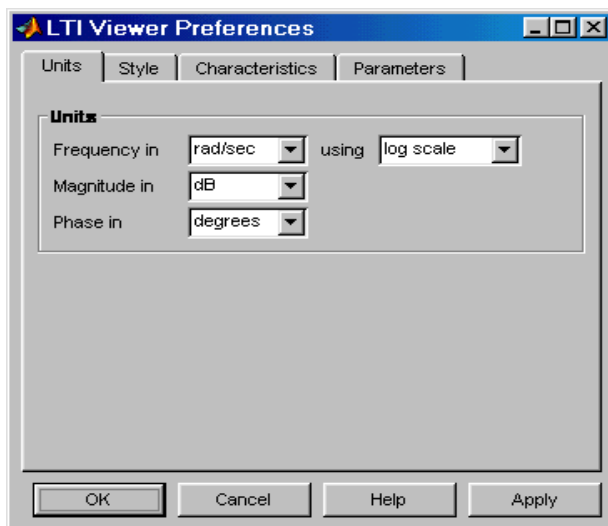 LTI Viewer Preferences
Units Style Characteristics Parameters
Units
Frequency in rad/sec using log scale
Magnitude in dB
Phase in degrees
OK Cancel Help Apply